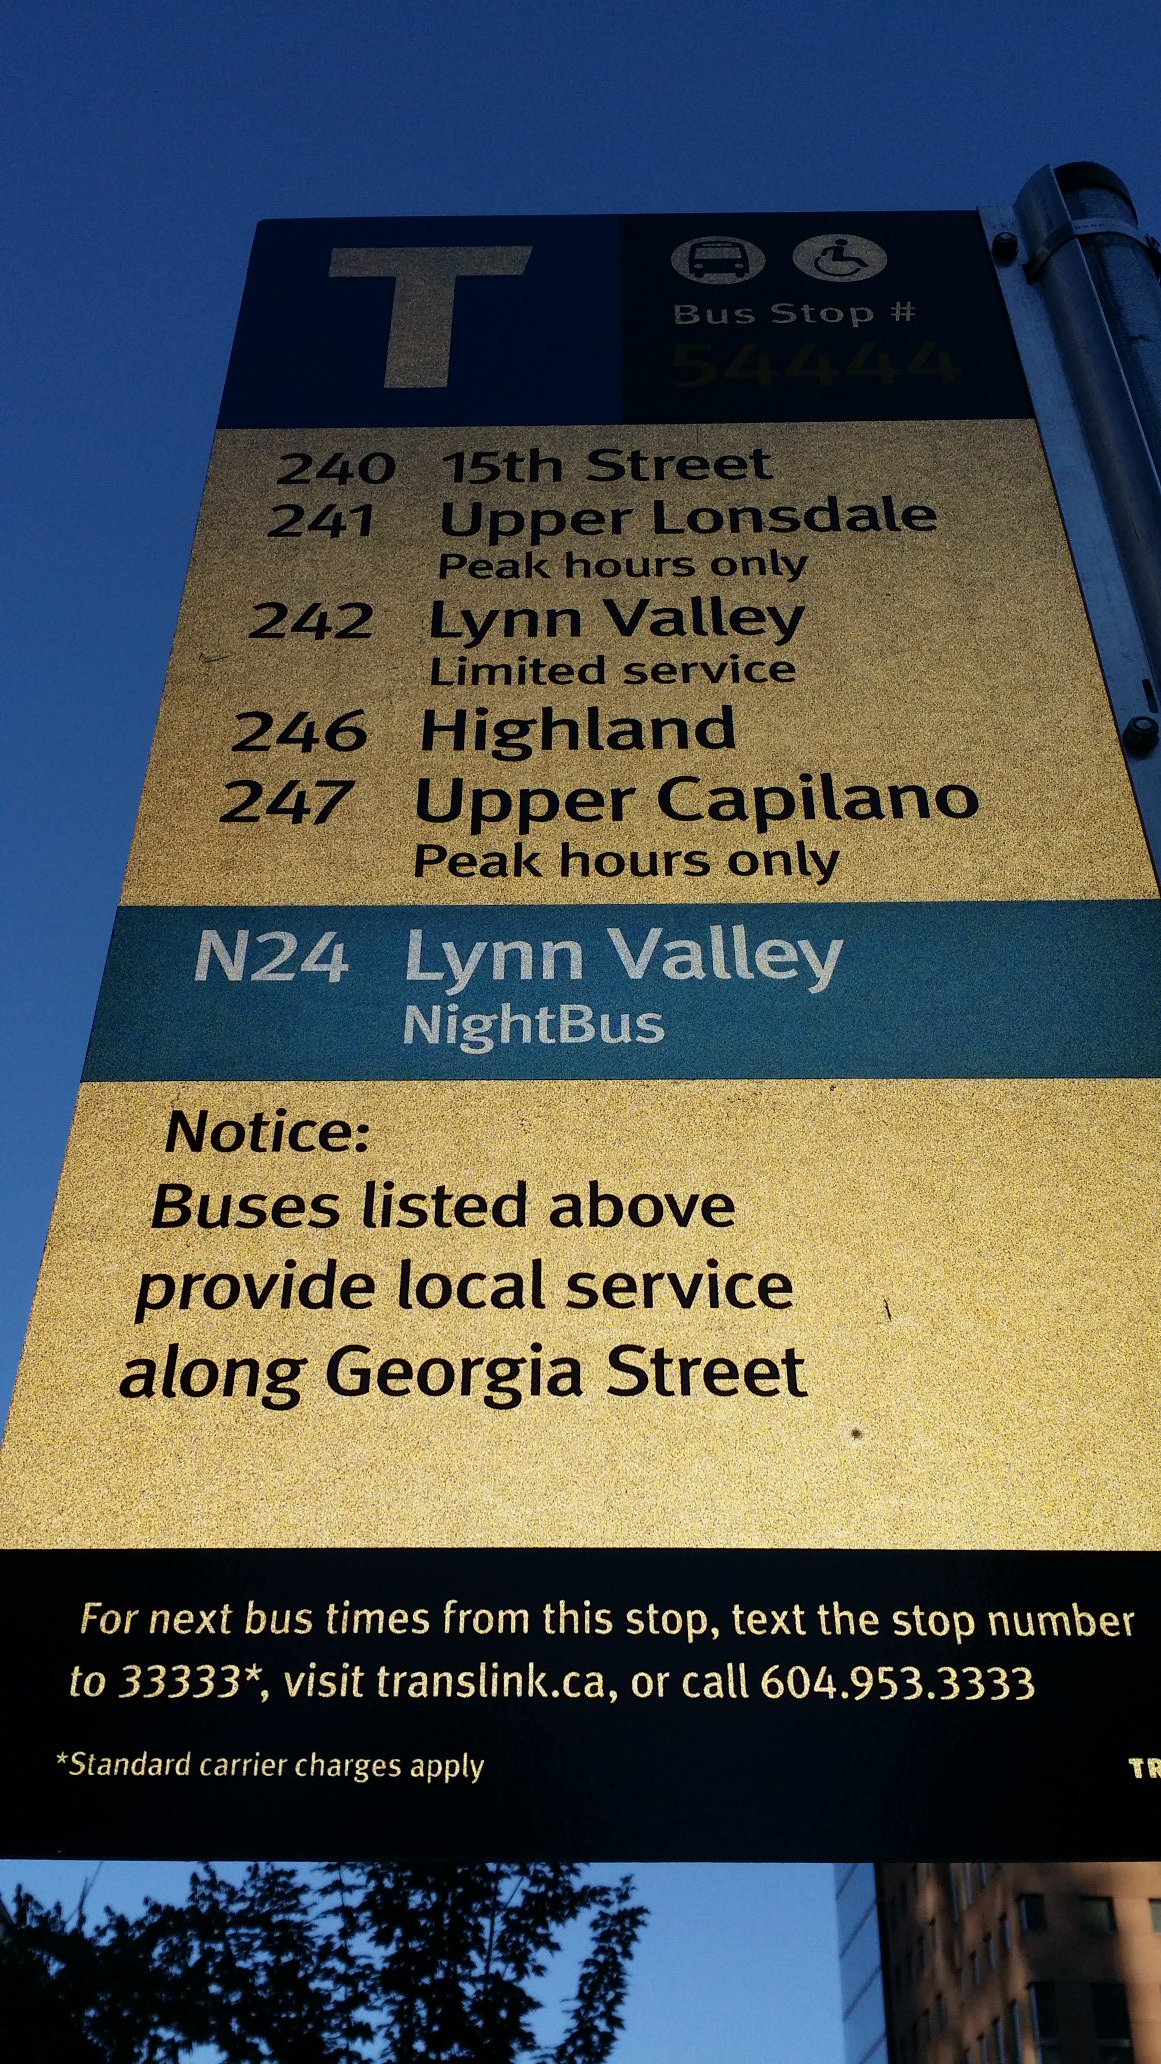 T
Bus Stop #
54444
240 15th Street
241 Upper Lonsdale
Peak hours only
242 Lynn Valley
Limited service
246 Highland
247 Upper Capilano
Peak hours only
N24 Lynn Valley
NightBus
Notice:
Buses listed above
provide local service
along Georgia Street
For next bus times from this stop, text the stop number
to 33333*, visit translink.ca, or call 604.953.3333
*Standard carrier charges apply
TR